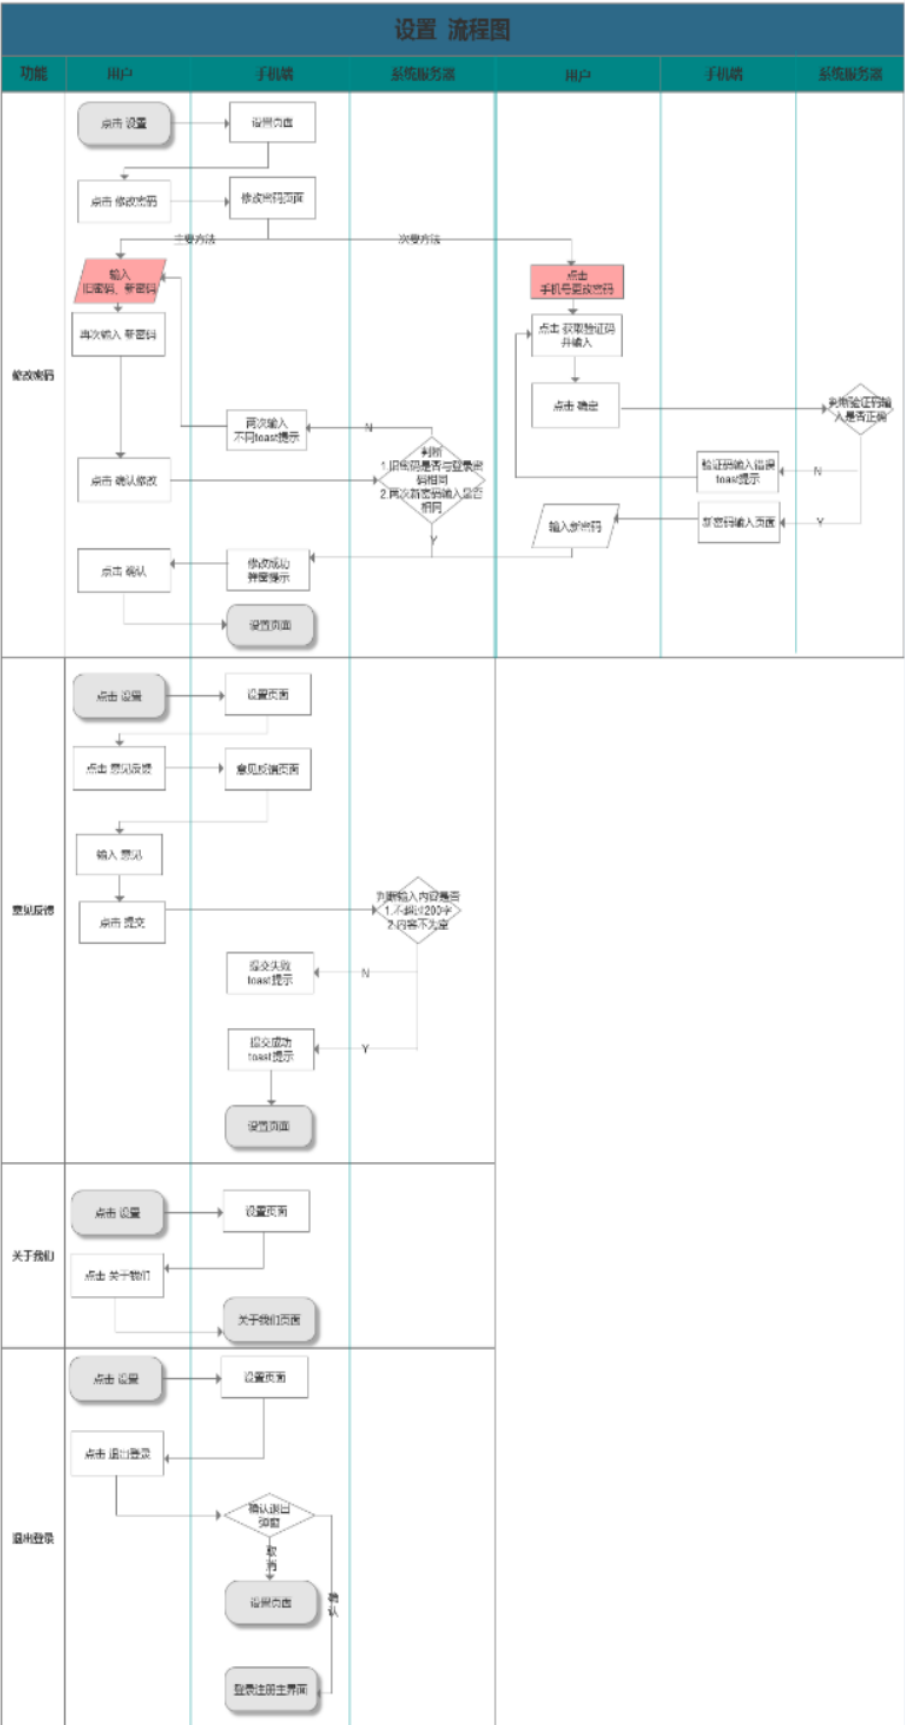 设置 流程图
功能 用户 手机端 系统服务器 用户 手机端 系统服务器
修改密码
点击 设置
设置页面
点击 修改密码
修改密码页面
主要方法
次要方法
输入
旧密码、新密码
再次输入 新密码
两次输入
不同toast提示
N
判断
1.旧密码是否与登录密
码相同
2.两次新密码输入是否
相同
点击 确认修改
Y
点击 确认
修改成功
弹窗提示
设置页面
点击
手机号更改密码
点击 获取验证码
并输入
点击 确定
判断验证码输
入是否正确
验证码输入错误
toast提示
N
输入新密码
新密码输入页面
Y
意见反馈
点击 设置
设置页面
点击 意见反馈
意见反馈页面
输入 意见
点击 提交
判断输入内容是否
1.不超过200字
2.内容不为空
提交失败
toast提示
N
提交成功
toast提示
Y
设置页面
关于我们
点击 设置
设置页面
点击 关于我们
关于我们页面
退出登录
点击 设置
设置页面
点击 退出登录
确认退出
弹窗
取消
设置页面
确认
登录注册主界面